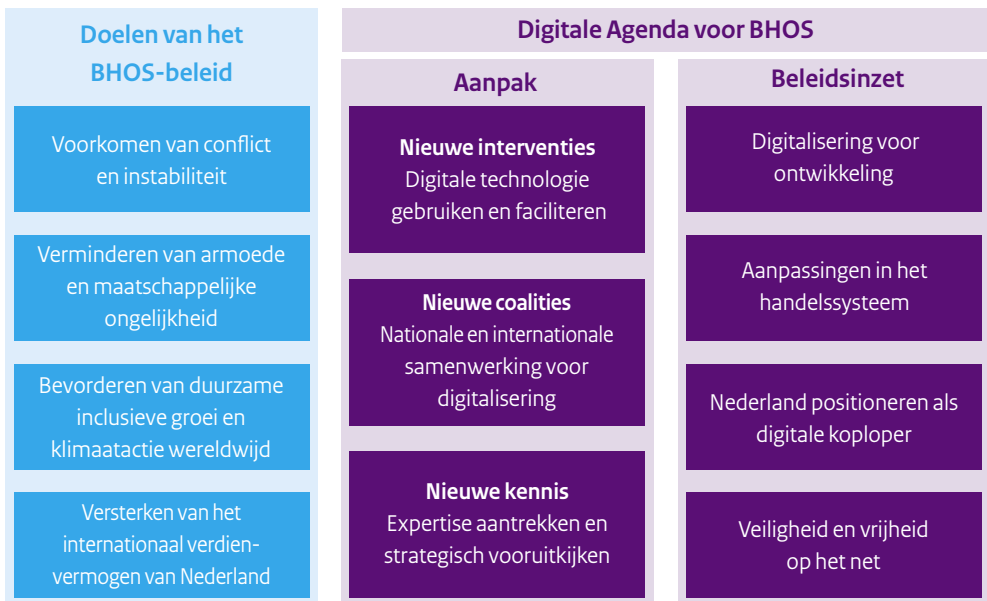 Doelen van het
BHOS-beleid
Voorkomen van conflict
en instabiliteit
Verminderen van armoede
en maatschappelijke
ongelijkheid
Bevorderen van duurzame
inclusieve groei en
klimaatactie wereldwijd
Versterken van het
internationaal verdien-
vermogen van Nederland
Digitale Agenda voor BHOS
Aanpak
Nieuwe interventies
Digitale technologie
gebruiken en faciliteren
Nieuwe coalities
Nationale en internationale
samenwerking voor
digitalisering
Nieuwe kennis
Expertise aantrekken en
strategisch vooruitkijken
Beleidsinzet
Digitalisering voor
ontwikkeling
Aanpassingen in het
handelssysteem
Nederland positioneren als
digitale koploper
Veiligheid en vrijheid
op het net